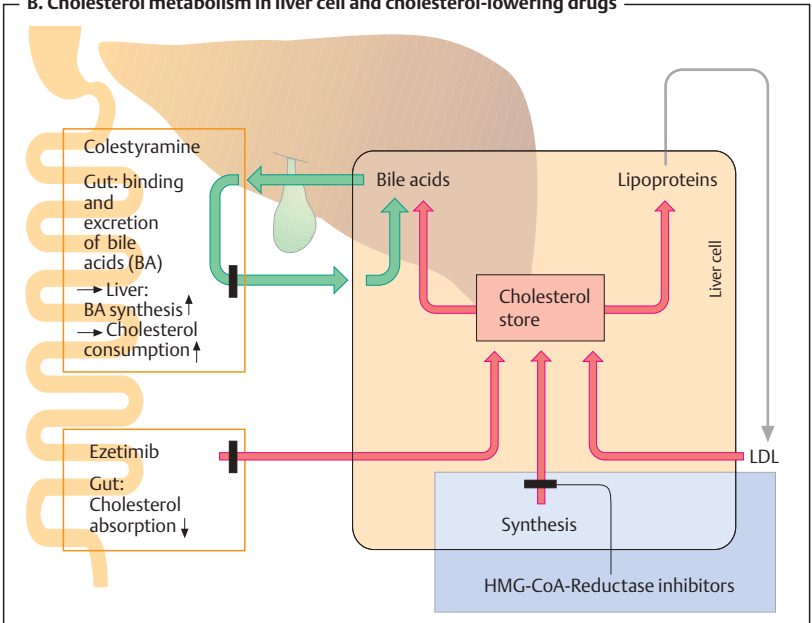 B. Cholesterol metabolism in liver cell and cholesterol-lowering drugs
Colestyramine
Gut: binding
and
excretion
of bile
acids (BA)
→ Liver:
BA synthesis ↑
→ Cholesterol
consumption ↑
Bile acids
Lipoproteins
Liver cell
Cholesterol
store
Ezetimib
Gut:
Cholesterol
absorption ↓
LDL
Synthesis
HMG-CoA-Reductase inhibitors